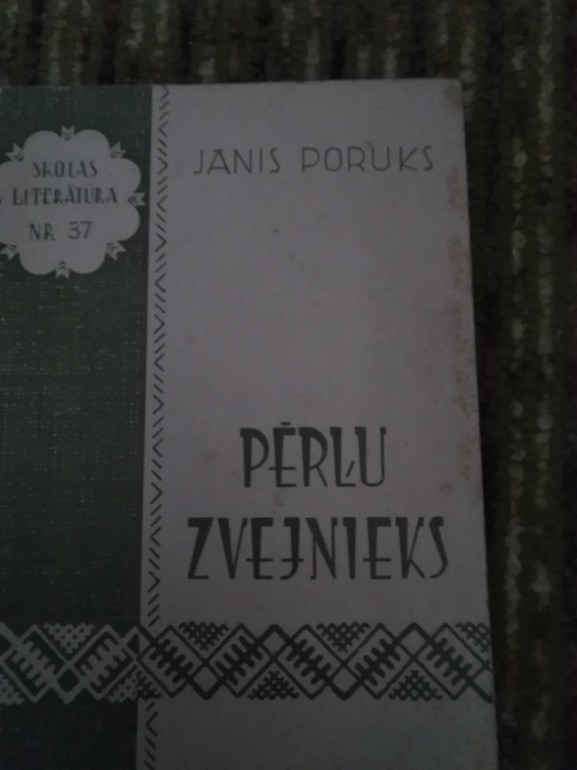 SKOLAS
LITERĀTŪRA
NR 37
JĀNIS PORUKS
PĒRĻU
ZVEJNIEKS